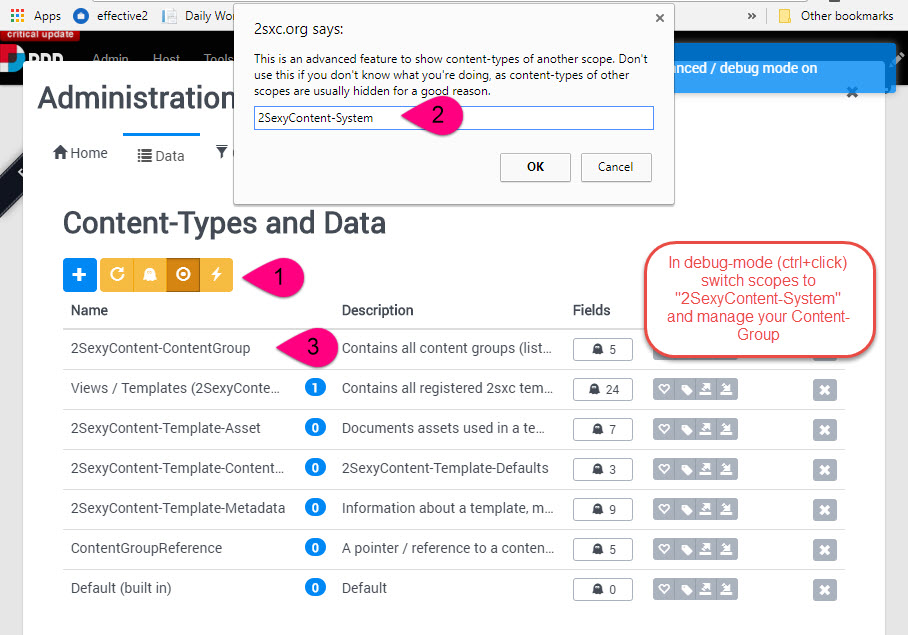 Apps effective2 Daily Wo » Other bookmarks
critical update
Admin Host Tools
2sxc.org says:
This is an advanced feature to show content-types of another scope. Don't
use this if you don't know what you're doing, as content-types of other
scopes are usually hidden for a good reason.
2SexyContent-System
2
OK Cancel
anced / debug mode on
Administration
Home Data
Content-Types and Data
1
In debug-mode (ctrl+click)
switch scopes to
"2SexyContent-System"
and manage your Content-
Group
Name Description Fields
2SexyContent-ContentGroup 3 Contains all content groups (list... 5
Views / Templates (2SexyConte... 1 Contains all registered 2sxc tem... 24
2SexyContent-Template-Asset 0 Documents assets used in a te... 7
2SexyContent-Template-Content... 0 2SexyContent-Template-Defaults 3
2SexyContent-Template-Metadata 0 Information about a template, m... 9
ContentGroupReference 0 A pointer / reference to a conten... 5
Default (built in) 0 Default 0